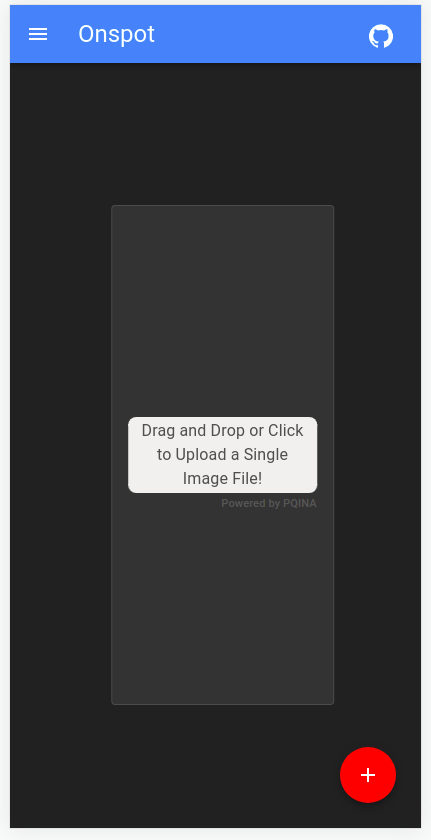 Onspot
Drag and Drop or Click
to Upload a Single
Image File!
Powered by PQINA